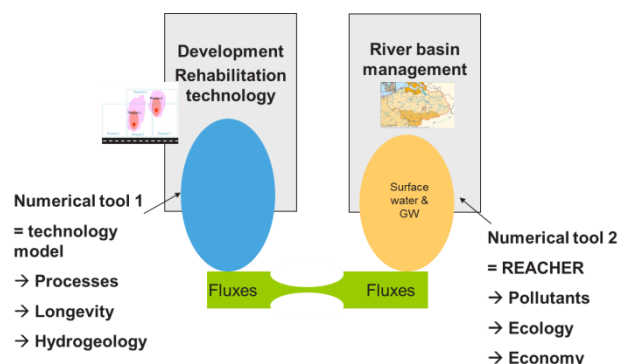 Development
Rehabilitation
technology
River basin
management
Surface
water &
GW
Numerical tool 1
= technology
model
→ Processes
→ Longevity
→ Hydrogeology
Numerical tool 2
= REACHER
→ Pollutants
→ Ecology
→ Economy
Fluxes
Fluxes